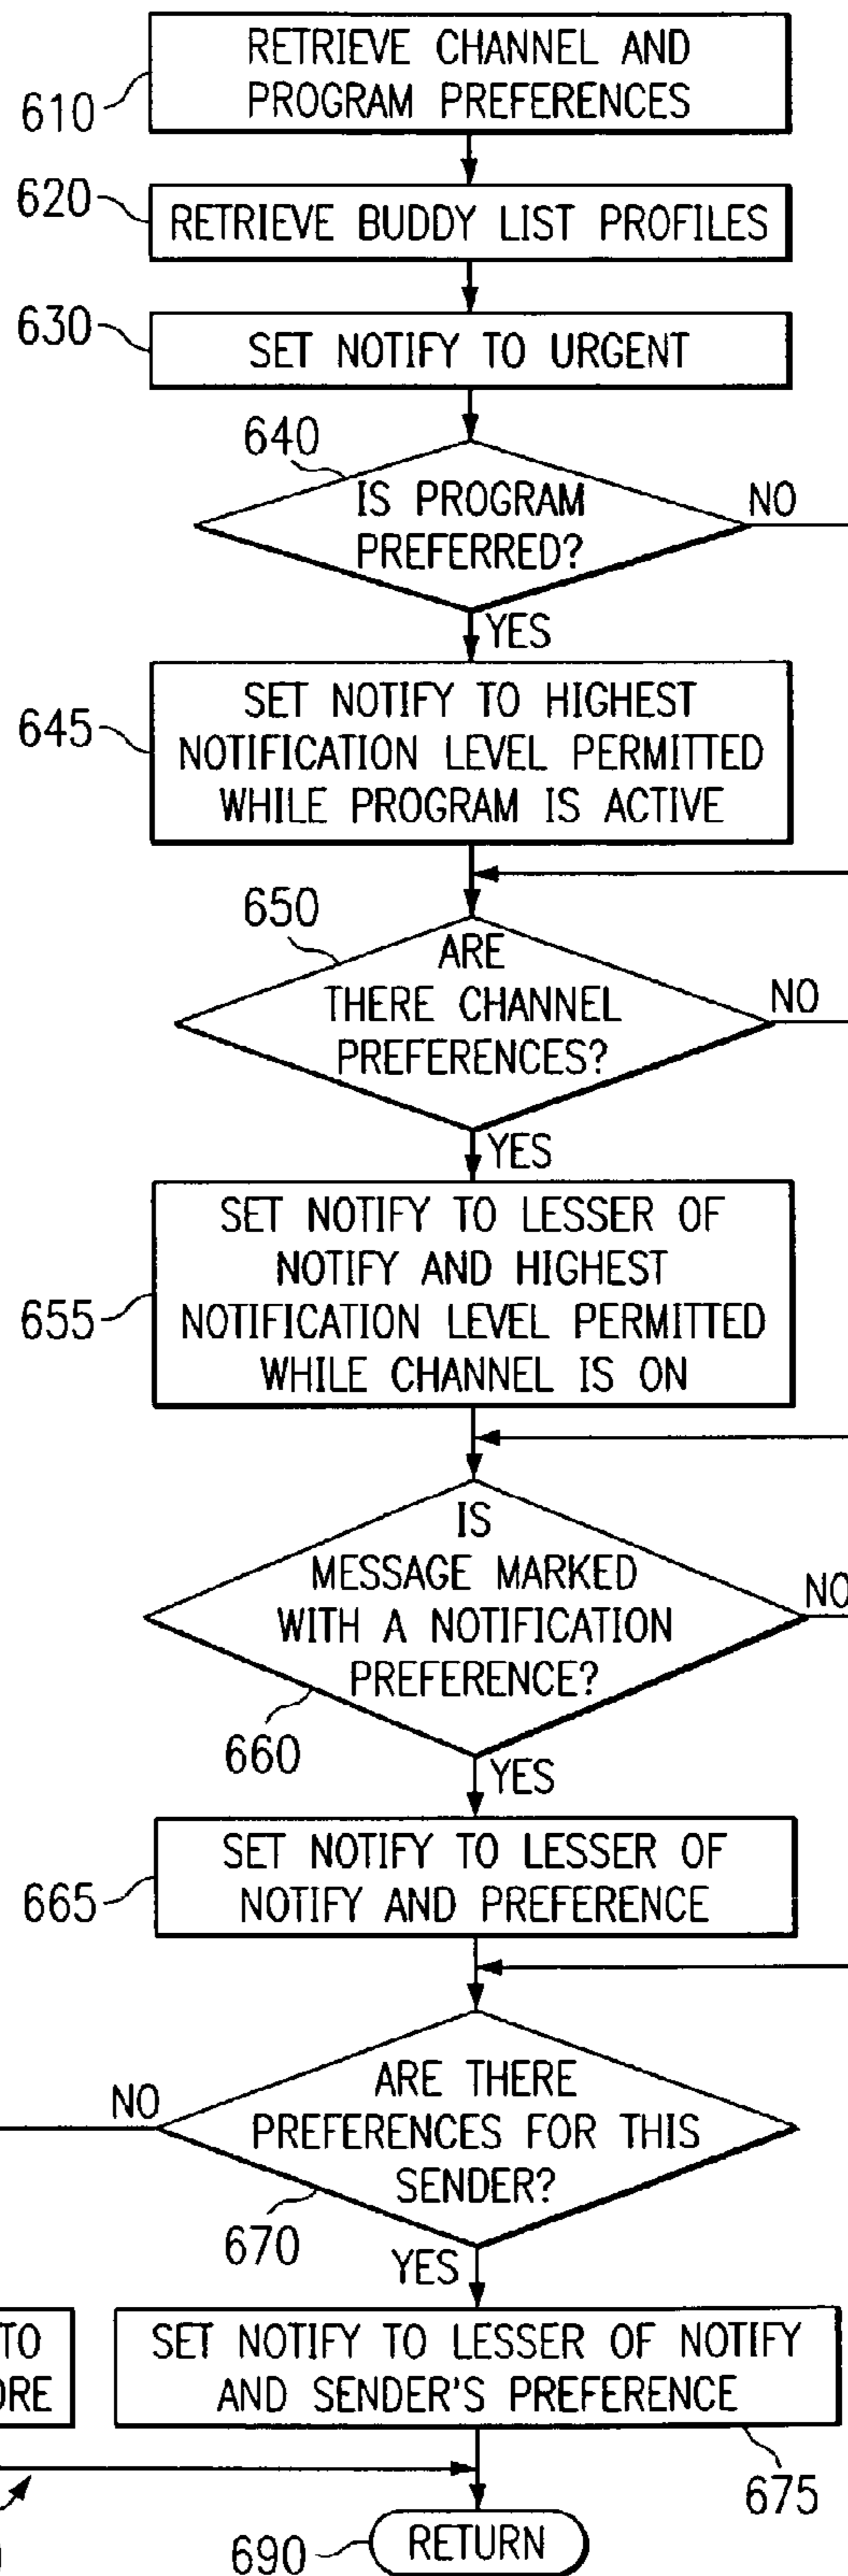 RETRIEVE CHANNEL AND
PROGRAM PREFERENCES
610
620
RETRIEVE BUDDY LIST PROFILES
630
SET NOTIFY TO URGENT
640
IS PROGRAM
PREFERRED?
NO
YES
645
SET NOTIFY TO HIGHEST
NOTIFICATION LEVEL PERMITTED
WHILE PROGRAM IS ACTIVE
650
ARE
THERE CHANNEL
PREFERENCES?
NO
YES
655
SET NOTIFY TO LESSER OF
NOTIFY AND HIGHEST
NOTIFICATION LEVEL PERMITTED
WHILE CHANNEL IS ON
IS
MESSAGE MARKED
WITH A NOTIFICATION
PREFERENCE?
NO
660
YES
665
SET NOTIFY TO LESSER OF
NOTIFY AND PREFERENCE
NO
ARE THERE
PREFERENCES FOR THIS
SENDER?
670
YES
TO
SET NOTIFY TO LESSER OF NOTIFY
AND SENDER'S PREFERENCE
675
690
RETURN